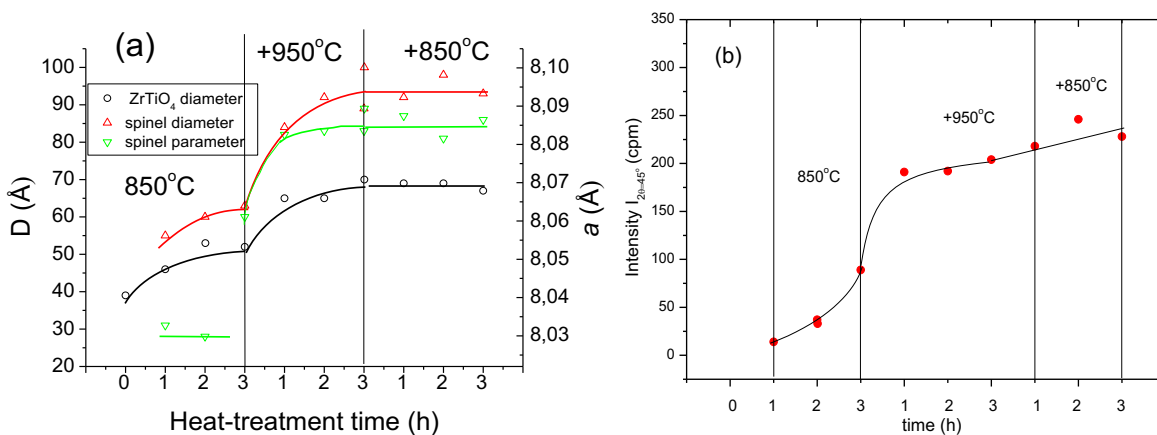 (a)
+950°C
+850°C
ZrTiO4 diameter
spinel diameter
spinel parameter
850°C
D (Å)
100
90
80
70
60
50
40
30
20
8,10
8,09
8,08
8,07
8,06
8,05
8,04
8,03
a (Å)
0 1 2 3 1 2 3 1 2 3
Heat-treatment time (h)
(b)
+850°C
+950°C
850°C
Intensity I2θ=45° (cpm)
350
300
250
200
150
100
50
0
0 1 2 3 1 2 3 1 2 3
time (h)